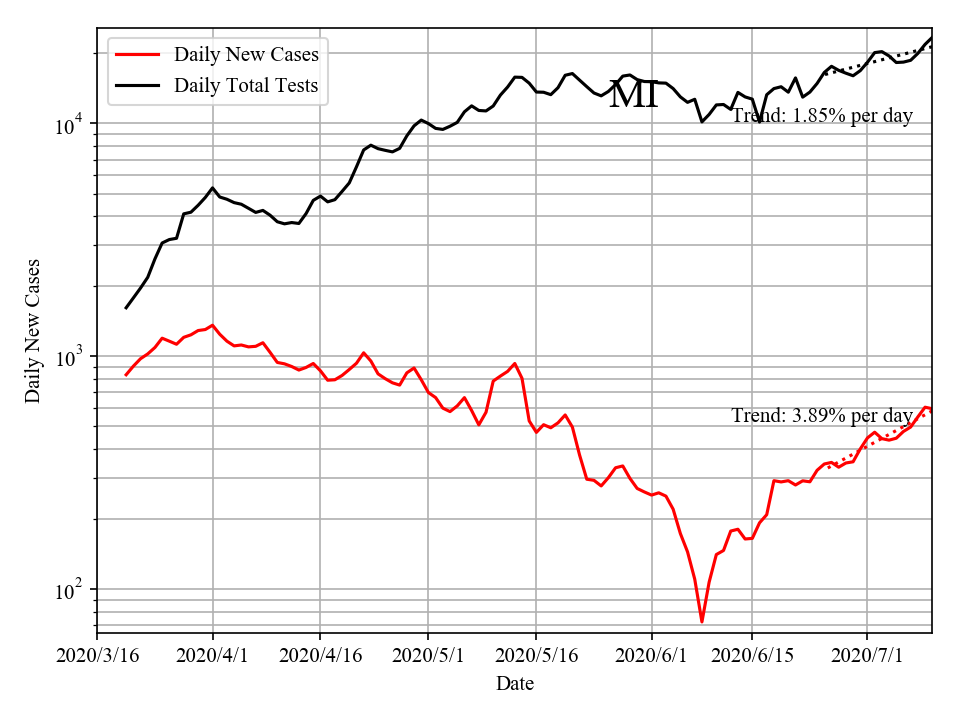 Daily New Cases
Daily Total Tests
MI
Trend: 1.85% per day
Trend: 3.89% per day
10^4
10^3
10^2
Daily New Cases
2020/3/16 2020/4/1 2020/4/16 2020/5/1 2020/5/16 2020/6/1 2020/6/15 2020/7/1
Date